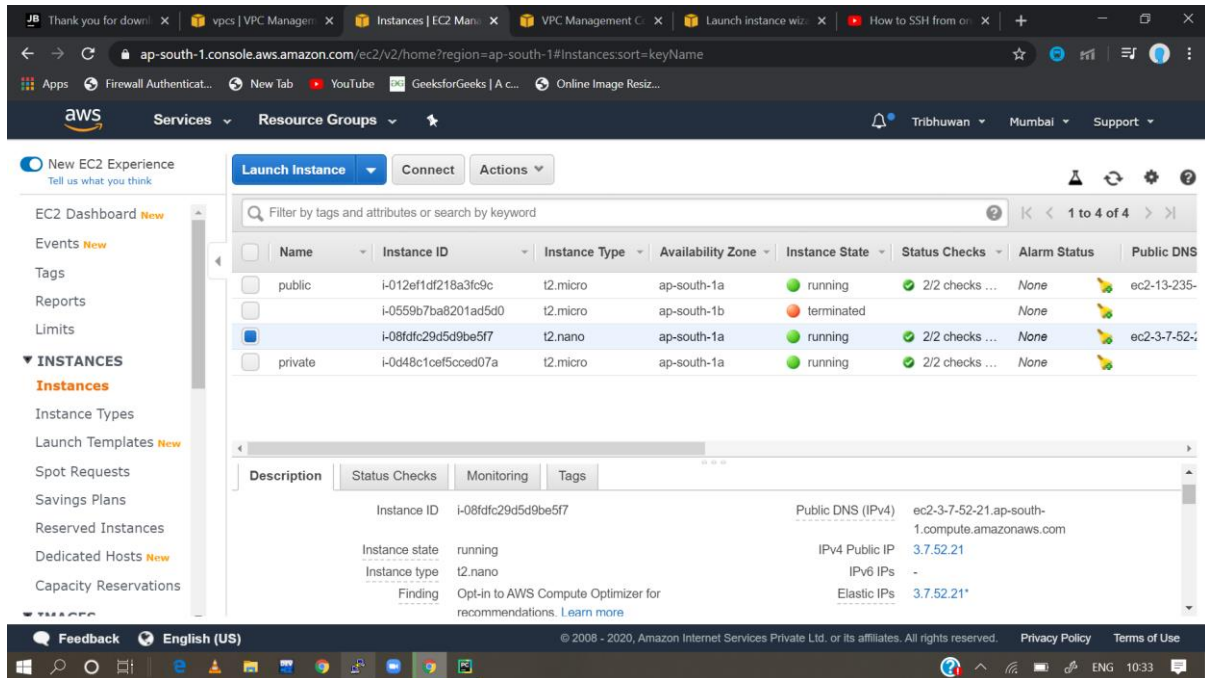 JB Thank you for downl
vpcs | VPC Managem
Instances | EC2 Mana
VPC Management C
Launch instance wiz
How to SSH from on
ap-south-1.console.aws.amazon.com/ec2/v2/home?region=ap-south-1#Instances:sort=keyName
Apps Firewall Authenticat... New Tab YouTube GeeksforGeeks | A c... Online Image Resiz...
aws Services Resource Groups Tribhuwan Mumbai Support
New EC2 Experience
Tell us what you think
EC2 Dashboard New
Events New
Tags
Reports
Limits
INSTANCES
Instances
Instance Types
Launch Templates New
Spot Requests
Savings Plans
Reserved Instances
Dedicated Hosts New
Capacity Reservations
Launch Instance Connect Actions
Filter by tags and attributes or search by keyword 1 to 4 of 4
Name Instance ID Instance Type Availability Zone Instance State Status Checks Alarm Status Public DNS
public i-012ef1df218a3fc9c t2.micro ap-south-1a running 2/2 checks ... None ec2-13-235-
i-0559b7ba8201ad5d0 t2.micro ap-south-1b terminated None
i-08fdfc29d5d9be5f7 t2.nano ap-south-1a running 2/2 checks ... None ec2-3-7-52-2
private i-0d48c1cef5cced07a t2.micro ap-south-1a running 2/2 checks ... None
Description Status Checks Monitoring Tags
Instance ID i-08fdfc29d5d9be5f7 Public DNS (IPv4) ec2-3-7-52-21.ap-south-
1.compute.amazonaws.com
Instance state running IPv4 Public IP 3.7.52.21
Instance type t2.nano IPv6 IPs -
Finding Opt-in to AWS Compute Optimizer for Elastic IPs 3.7.52.21*
recommendations. Learn more
Feedback English (US) © 2008 - 2020, Amazon Internet Services Private Ltd. or its affiliates. All rights reserved. Privacy Policy Terms of Use
ENG 10:33